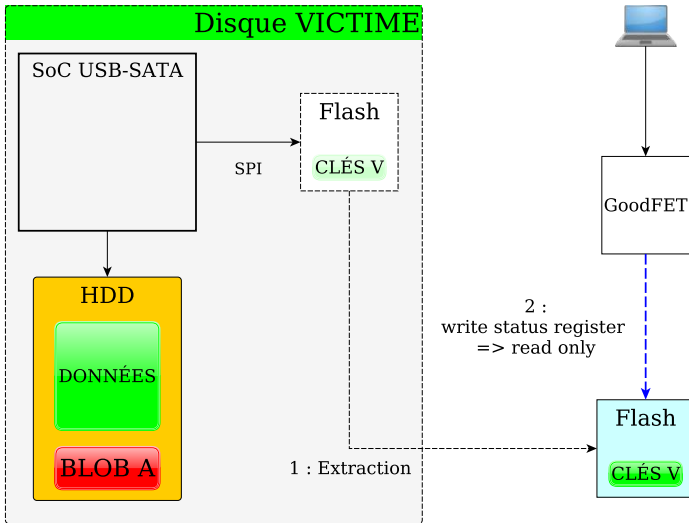 Disque VICTIME
SoC USB-SATA
Flash
CLÉS V
SPI
GoodFET
HDD
DONNÉES
BLOB A
2 :
write status register
=> read only
1 : Extraction
Flash
CLÉS V